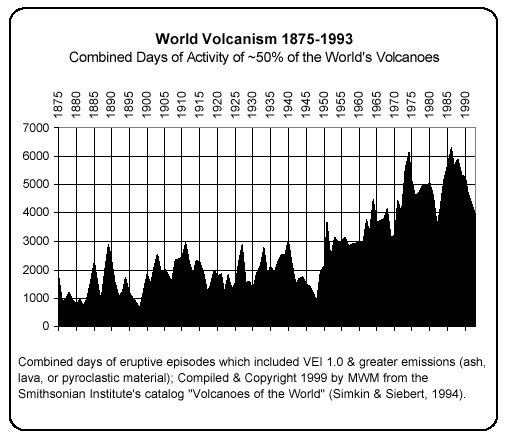 World Volcanism 1875-1993
Combined Days of Activity of ~50% of the World's Volcanoes
1875 1880 1885 1890 1895 1900 1905 1910 1915 1920 1925 1930 1935 1940 1945 1950 1955 1960 1965 1970 1975 1980 1985 1990
7000
6000
5000
4000
3000
2000
1000
0
Combined days of eruptive episodes which included VEI 1.0 & greater emissions (ash,
lava, or pyroclastic material); Compiled & Copyright 1999 by MWM from the
Smithsonian Institute's catalog "Volcanoes of the World" (Simkin & Siebert, 1994).